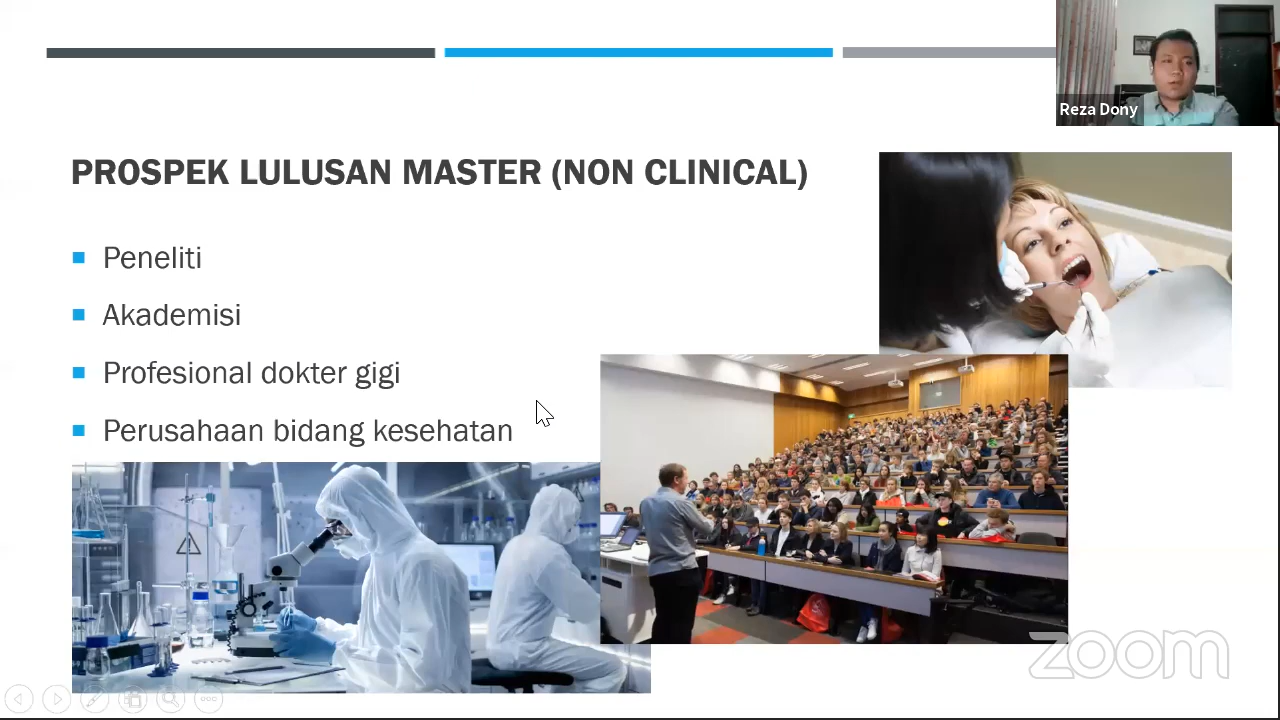 Reza Dony
PROSPEK LULUSAN MASTER (NON CLINICAL)
Peneliti
Akademisi
Profesional dokter gigi
Perusahaan bidang kesehatan
zoom